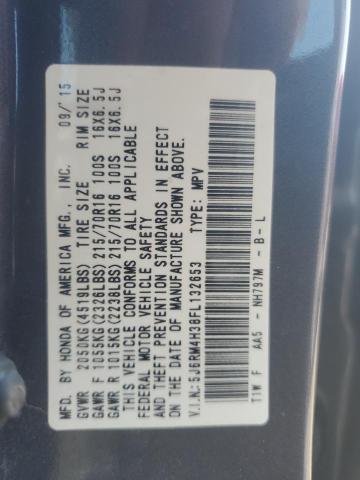 MFD. BY HONDA OF AMERICA MFG., INC. 09/'15
GVWR 2050KG(4519LBS) TIRE SIZE RIM SIZE
GAWR F 1055KG(2326LBS) 215/70R16 100S 16X6.5J
GAWR R 1015KG(2238LBS) 215/70R16 100S 16X6.5J
THIS VEHICLE CONFORMS TO ALL APPLICABLE
FEDERAL MOTOR VEHICLE SAFETY
AND THEFT PREVENTION STANDARDS IN EFFECT
ON THE DATE OF MANUFACTURE SHOWN ABOVE.
V.I.N.: 5J6RM4H38FL132653 TYPE: MPV
T1W F AA5 - NH797M - B - L